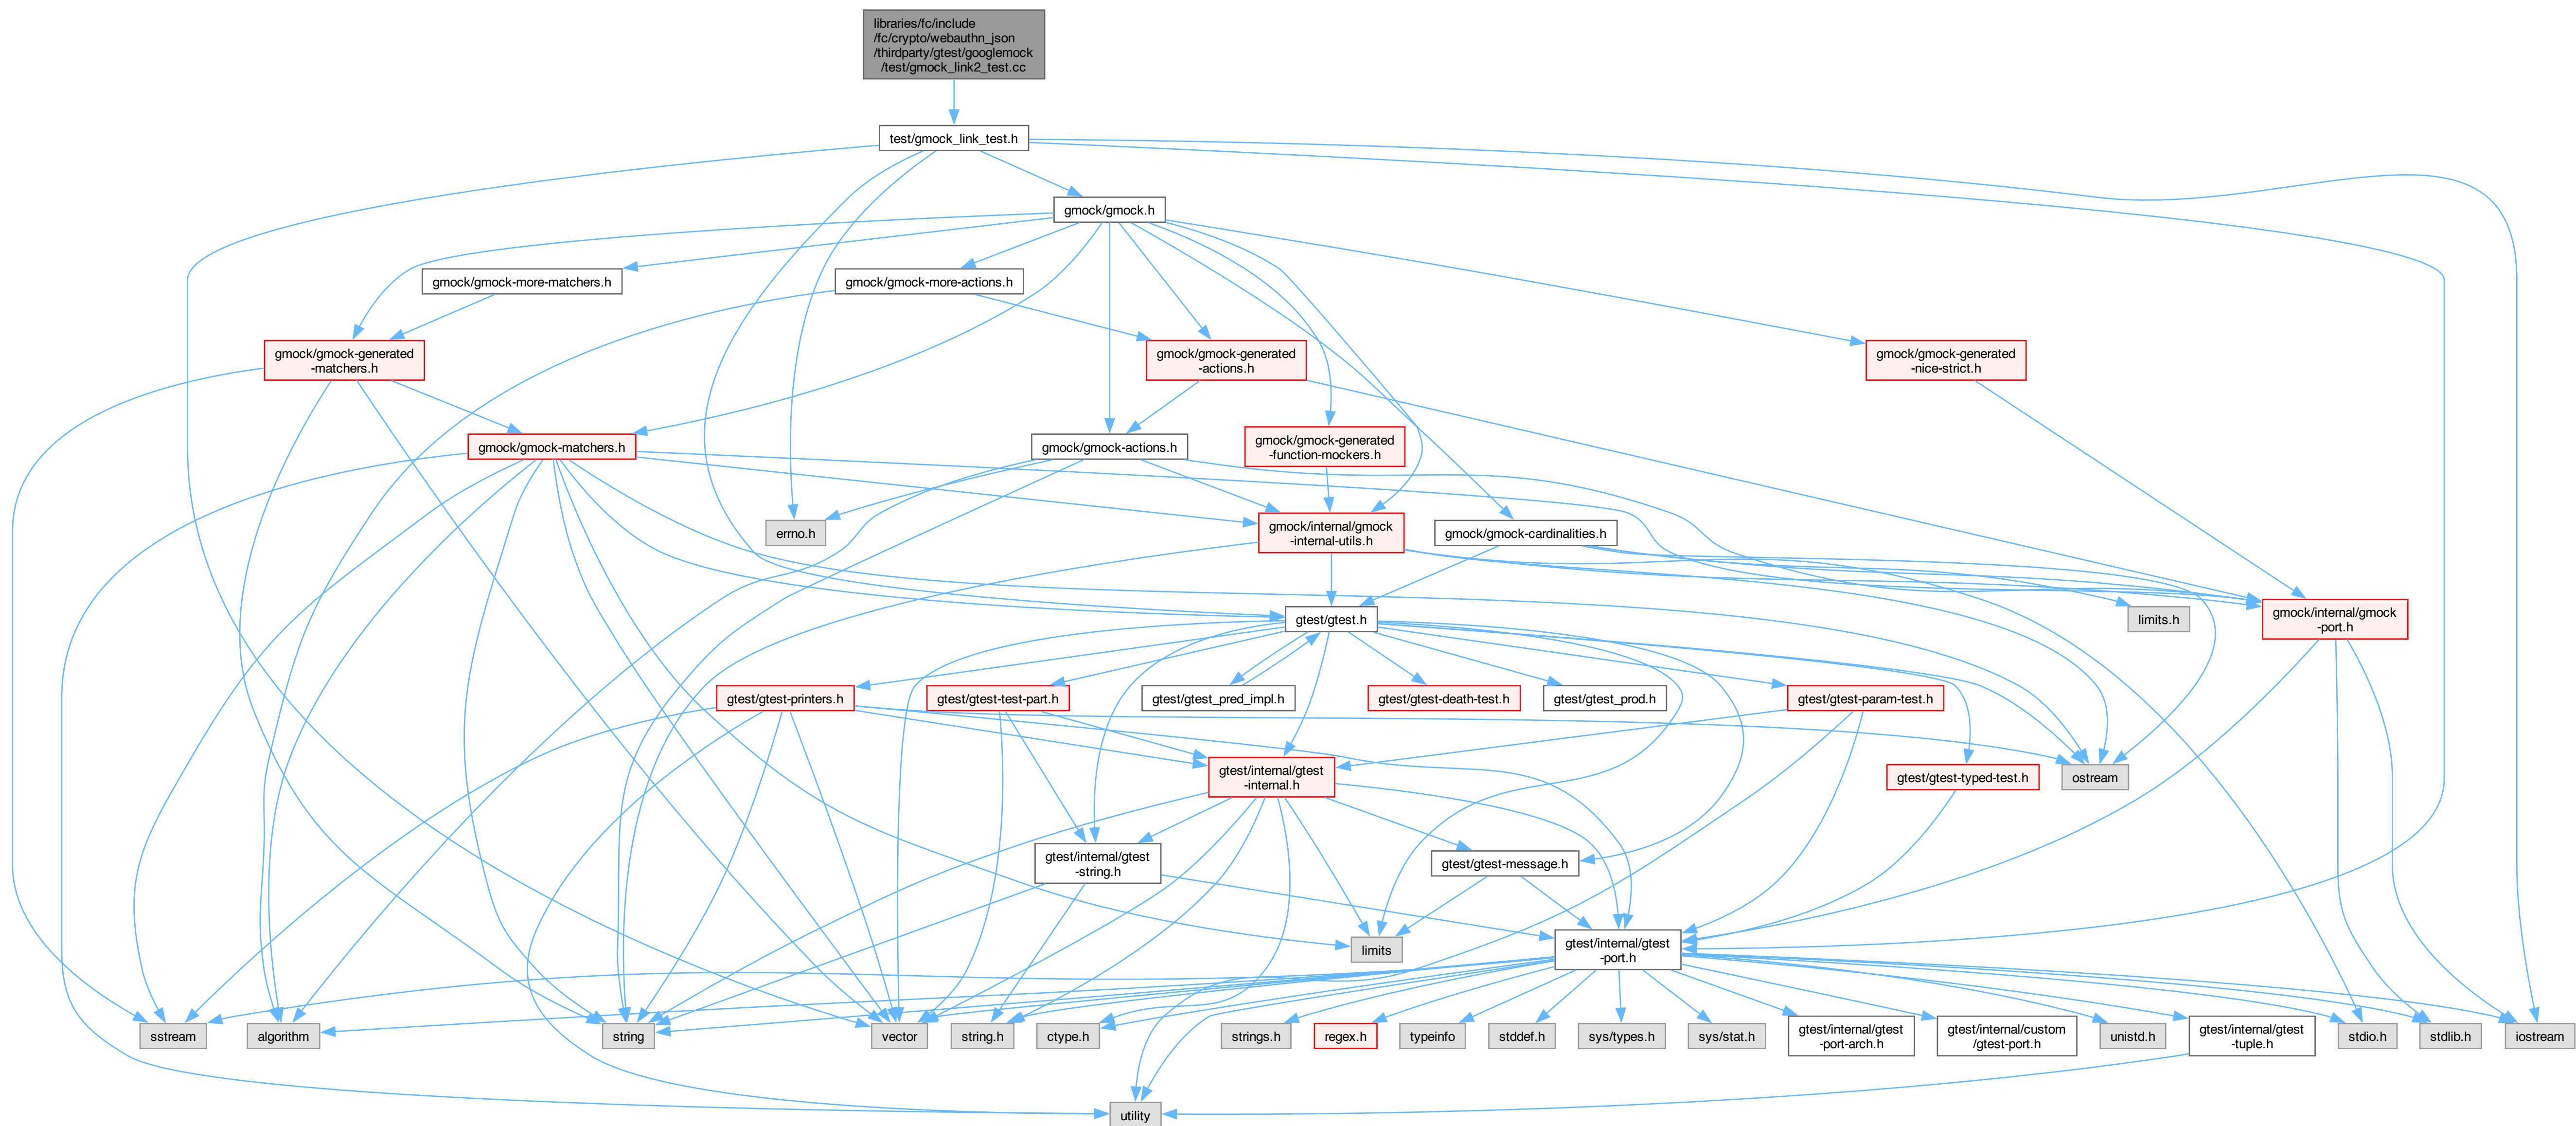 libraries/fc/include
/fc/crypto/webauthn_json
/thirdparty/gtest/googlemock
/test/gmock_link2_test.cc
test/gmock_link_test.h
gmock/gmock.h
gmock/gmock-more-matchers.h
gmock/gmock-more-actions.h
gmock/gmock-generated
-matchers.h
gmock/gmock-generated
-actions.h
gmock/gmock-generated
-nice-strict.h
gmock/gmock-matchers.h
gmock/gmock-actions.h
gmock/gmock-generated
-function-mockers.h
errno.h
gmock/internal/gmock
-internal-utils.h
gmock/gmock-cardinalities.h
gtest/gtest.h
limits.h
gmock/internal/gmock
-port.h
gtest/gtest-printers.h
gtest/gtest-test-part.h
gtest/gtest_pred_impl.h
gtest/gtest-death-test.h
gtest/gtest_prod.h
gtest/gtest-param-test.h
gtest/internal/gtest
-internal.h
gtest/gtest-typed-test.h
ostream
gtest/internal/gtest
-string.h
gtest/gtest-message.h
limits
gtest/internal/gtest
-port.h
sstream
algorithm
string
vector
string.h
ctype.h
strings.h
regex.h
typeinfo
stddef.h
sys/types.h
sys/stat.h
gtest/internal/gtest
-port-arch.h
gtest/internal/custom
/gtest-port.h
unistd.h
gtest/internal/gtest
-tuple.h
stdio.h
stdlib.h
iostream
utility